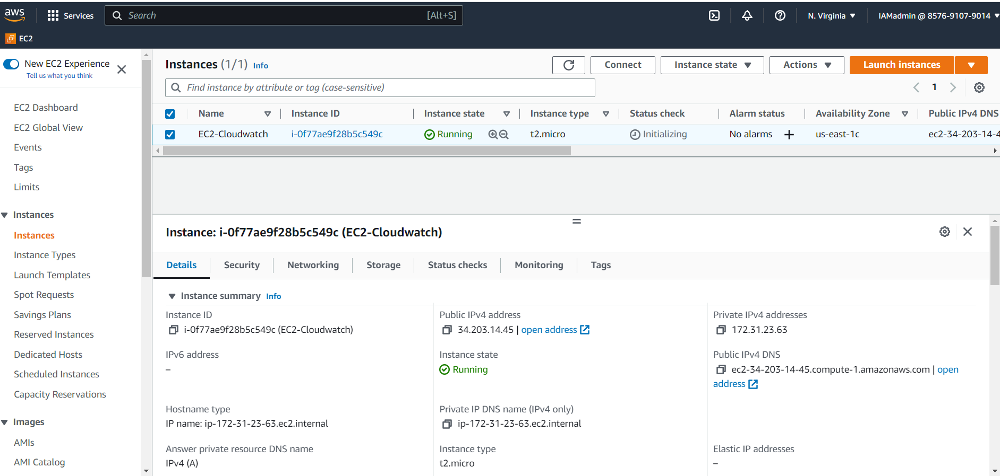 aws
Services
Search [Alt+S]
N. Virginia
IAMadmin @ 8576-9107-9014
EC2
New EC2 Experience
Tell us what you think
EC2 Dashboard
EC2 Global View
Events
Tags
Limits
Instances
Instances
Instance Types
Launch Templates
Spot Requests
Savings Plans
Reserved Instances
Dedicated Hosts
Scheduled Instances
Capacity Reservations
Images
AMIs
AMI Catalog
Instances (1/1) Info
Connect
Instance state
Actions
Launch instances
Find instance by attribute or tag (case-sensitive)
1
Name Instance ID Instance state Instance type Status check Alarm status Availability Zone Public IPv4 DNS
EC2-Cloudwatch i-0f77ae9f28b5c549c Running t2.micro Initializing No alarms + us-east-1c ec2-34-203-14-4
Instance: i-0f77ae9f28b5c549c (EC2-Cloudwatch)
Details Security Networking Storage Status checks Monitoring Tags
Instance summary Info
Instance ID
i-0f77ae9f28b5c549c (EC2-Cloudwatch)
Public IPv4 address
34.203.14.45 | open address
Private IPv4 addresses
172.31.23.63
IPv6 address
–
Instance state
Running
Public IPv4 DNS
ec2-34-203-14-45.compute-1.amazonaws.com | open
address
Hostname type
IP name: ip-172-31-23-63.ec2.internal
Private IP DNS name (IPv4 only)
ip-172-31-23-63.ec2.internal
Answer private resource DNS name
IPv4 (A)
Instance type
t2.micro
Elastic IP addresses
–